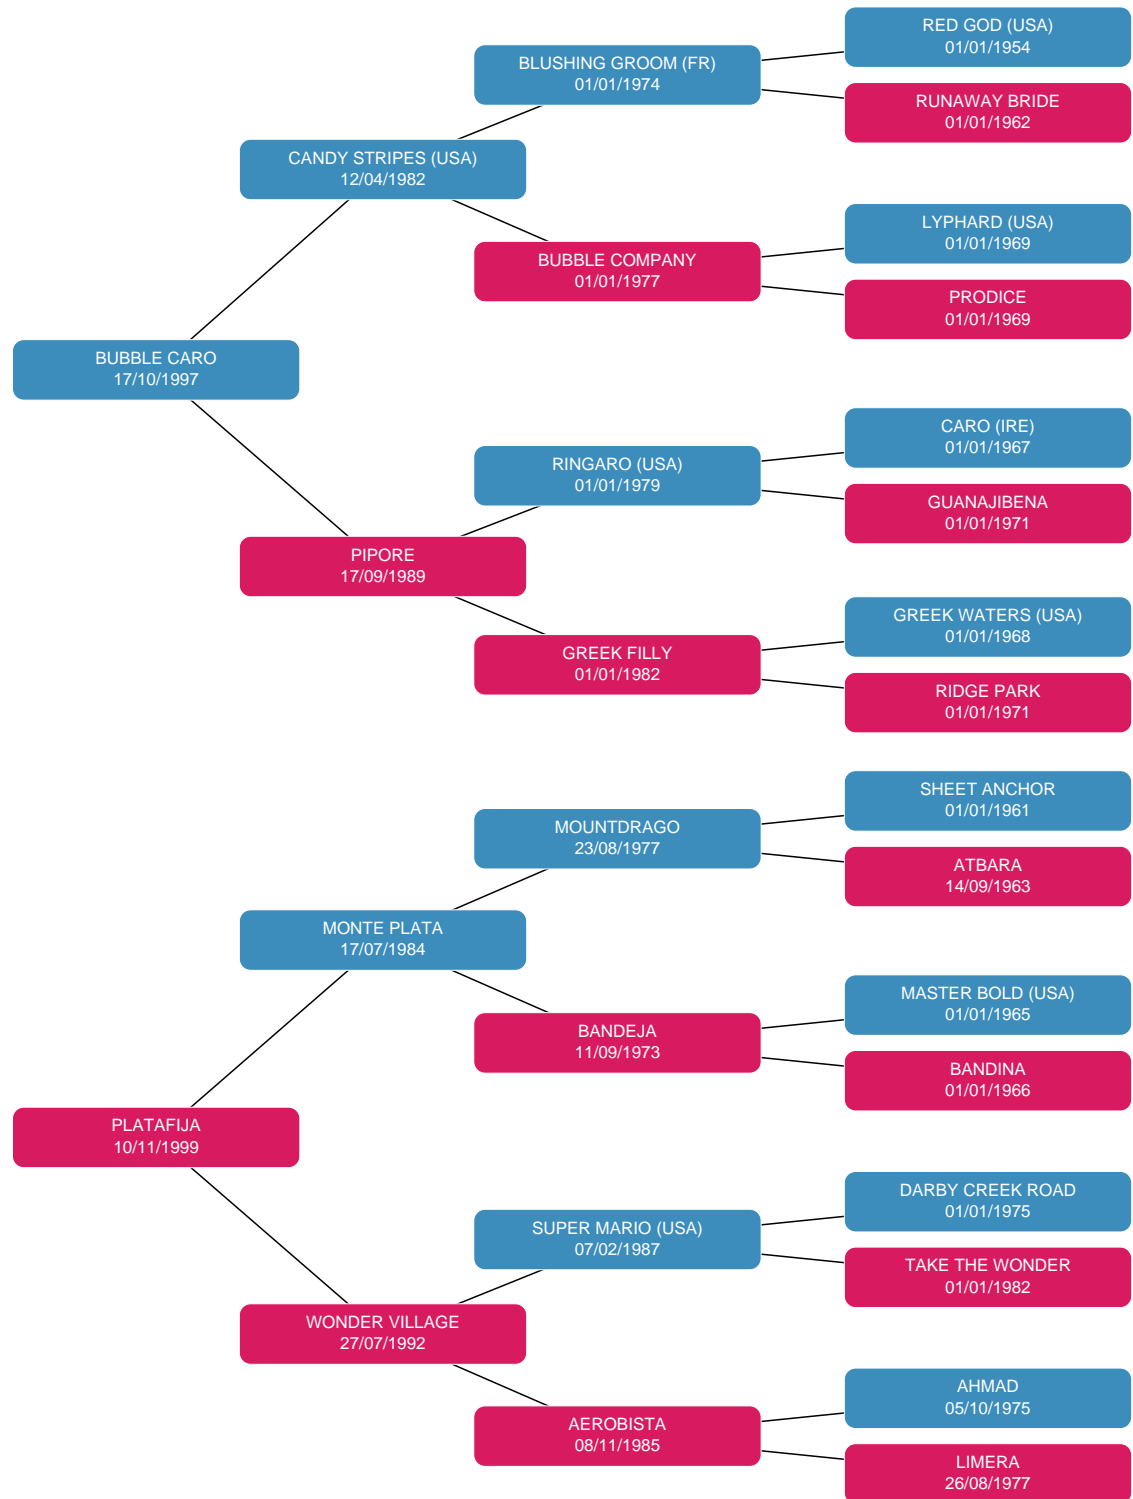 RED GOD (USA)
01/01/1954
BLUSHING GROOM (FR)
01/01/1974
RUNAWAY BRIDE
01/01/1962
CANDY STRIPES (USA)
12/04/1982
LYPHARD (USA)
01/01/1969
BUBBLE COMPANY
01/01/1977
PRODICE
01/01/1969
BUBBLE CARO
17/10/1997
CARO (IRE)
01/01/1967
RINGARO (USA)
01/01/1979
GUANAJIBENA
01/01/1971
PIPORE
17/09/1989
GREEK WATERS (USA)
01/01/1968
GREEK FILLY
01/01/1982
RIDGE PARK
01/01/1971
SHEET ANCHOR
01/01/1961
MOUNTDRAGO
23/08/1977
ATBARA
14/09/1963
MONTE PLATA
17/07/1984
MASTER BOLD (USA)
01/01/1965
BANDEJA
11/09/1973
BANDINA
01/01/1966
PLATAFIJA
10/11/1999
DARBY CREEK ROAD
01/01/1975
SUPER MARIO (USA)
07/02/1987
TAKE THE WONDER
01/01/1982
WONDER VILLAGE
27/07/1992
AHMAD
05/10/1975
AEROBISTA
08/11/1985
LIMERA
26/08/1977